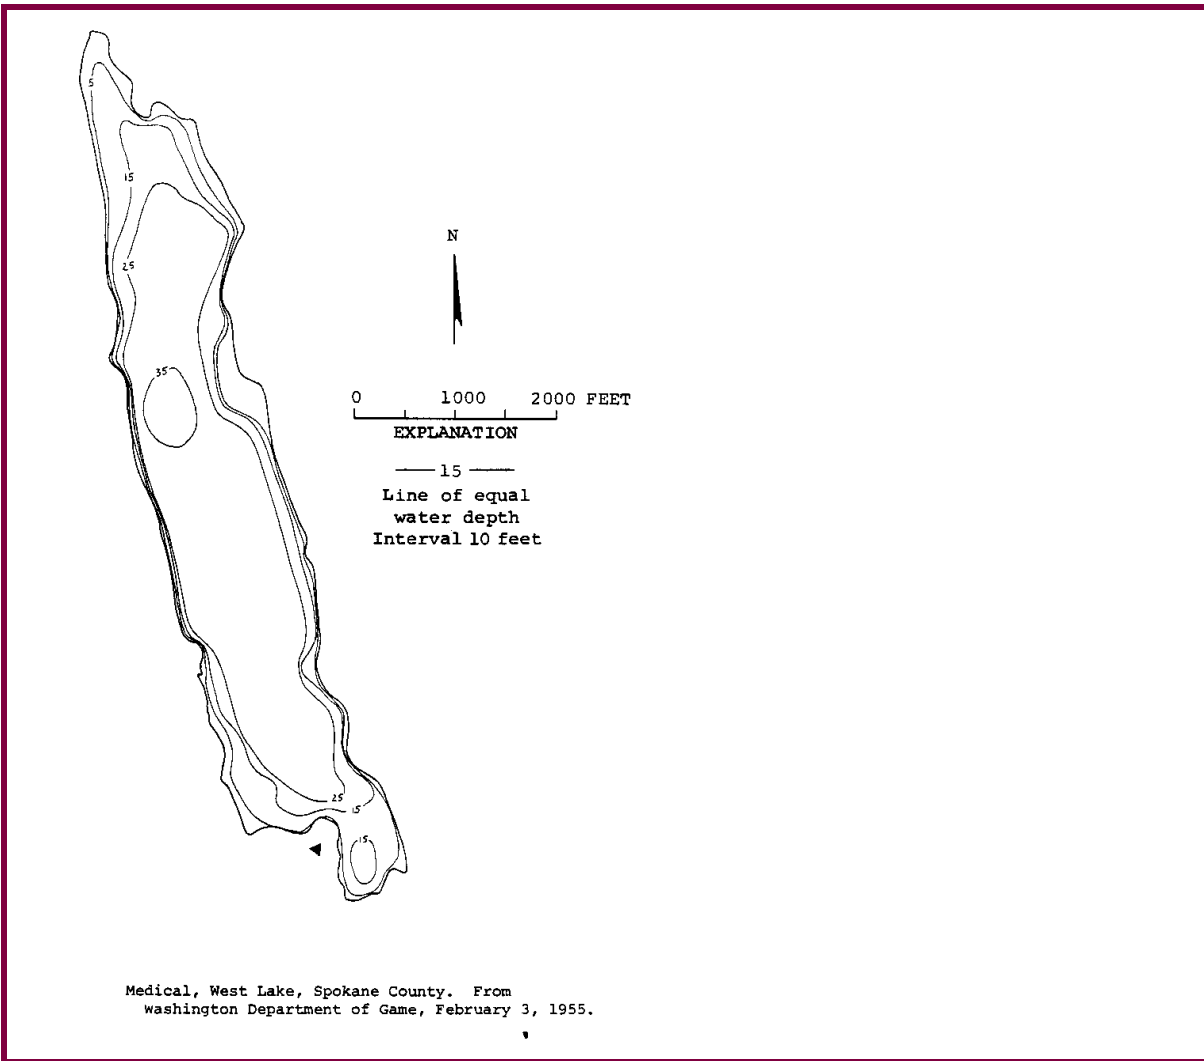 5
15
25
35
N
0 1000 2000 FEET
EXPLANATION
15
Line of equal
water depth
Interval 10 feet
25
15
15
Medical, West Lake, Spokane County. From
washington Department of Game, February 3, 1955.